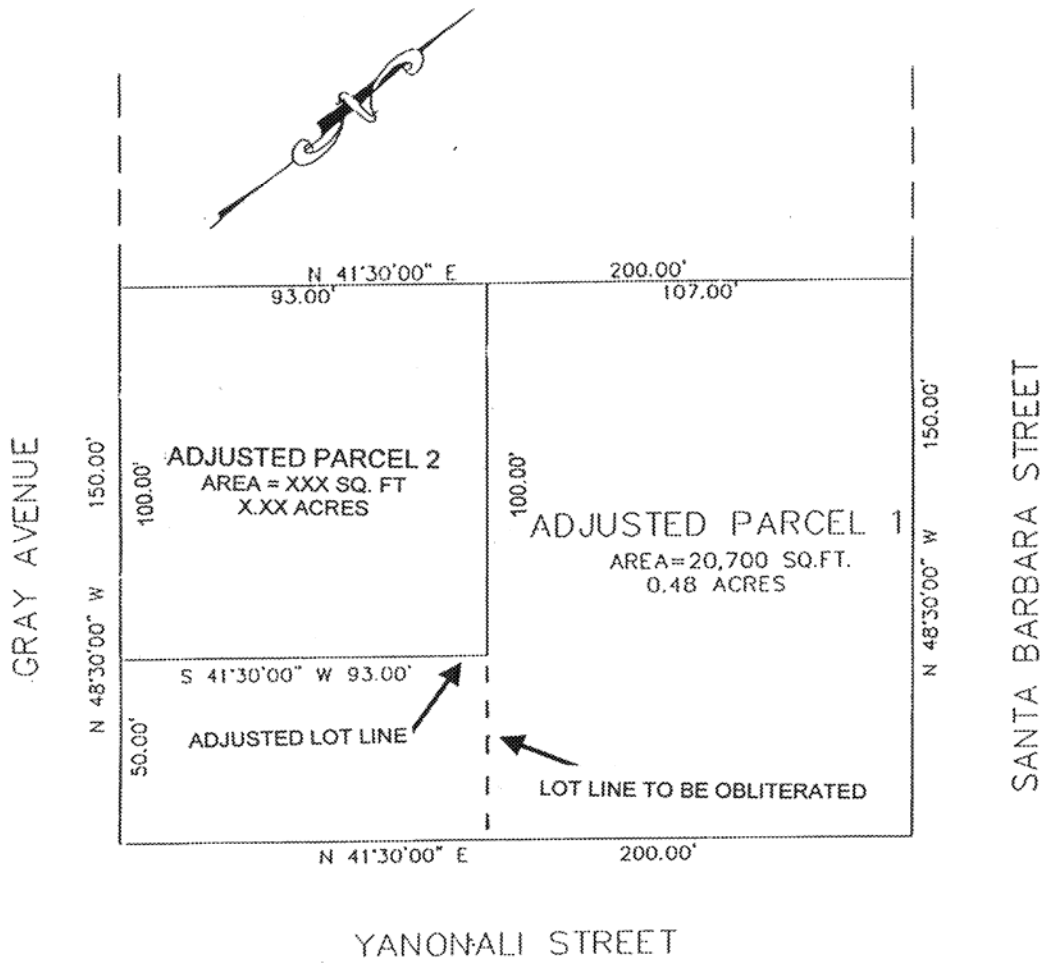 N 41°30'00" E 200.00'
93.00' 107.00'
GRAY AVENUE
N 48°30'00" W 150.00'
100.00'
ADJUSTED PARCEL 2
AREA = XXX SQ. FT
X.XX ACRES
100.00'
ADJUSTED PARCEL 1
AREA=20,700 SQ.FT.
0.48 ACRES
N 48°30'00" W 150.00'
SANTA BARBARA STREET
S 41°30'00" W 93.00'
50.00'
ADJUSTED LOT LINE
LOT LINE TO BE OBLITERATED
N 41°30'00" E 200.00'
YANONALI STREET